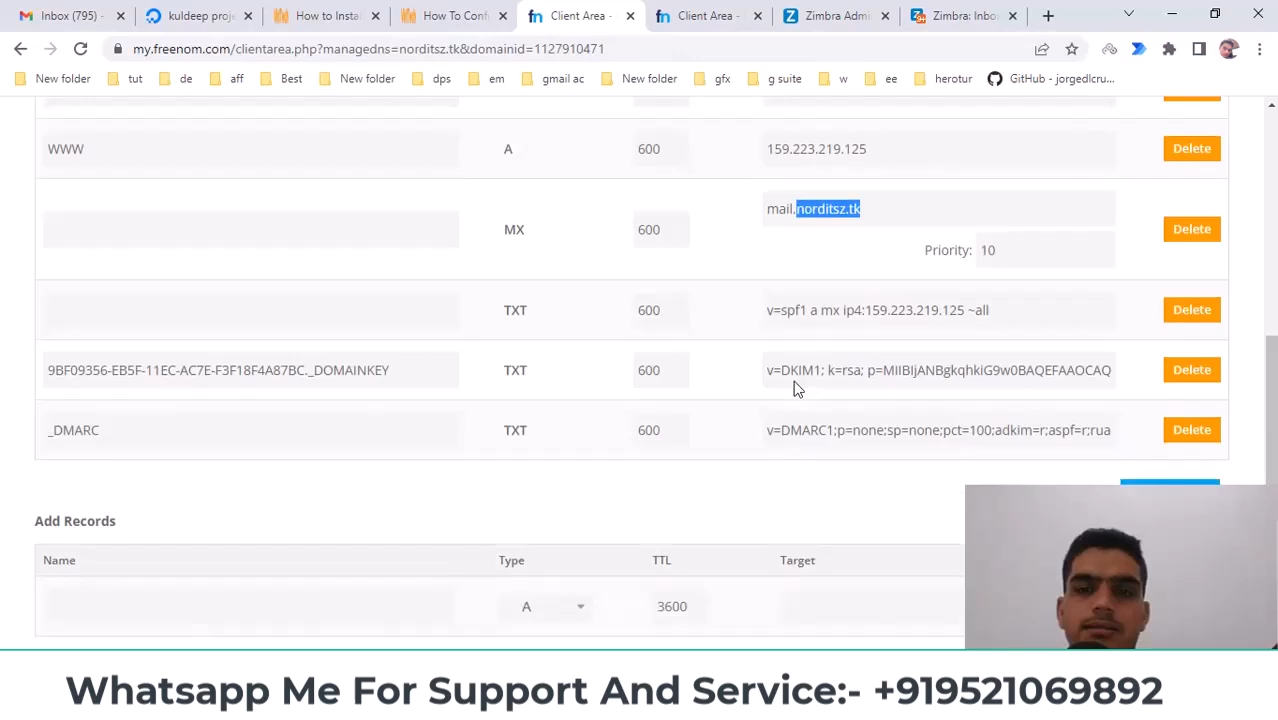 Inbox (795) -
kuldeep proje
How to Instal
How To Conf
Client Area -
Client Area -
Zimbra Admi
Zimbra: Inbo
my.freenom.com/clientarea.php?managedns=norditsz.tk&domainid=1127910471
New folder
tut
de
aff
Best
New folder
dps
em
gmail ac
New folder
gfx
g suite
w
ee
herotur
GitHub - jorgedlcru...
WWW A 600 159.223.219.125 Delete
mail.norditsz.tk
MX 600 Delete
Priority: 10
TXT 600 v=spf1 a mx ip4:159.223.219.125 ~all Delete
9BF09356-EB5F-11EC-AC7E-F3F18F4A87BC._DOMAINKEY TXT 600 v=DKIM1; k=rsa; p=MIIBIjANBgkqhkiG9w0BAQEFAAOCAQ Delete
_DMARC TXT 600 v=DMARC1;p=none;sp=none;pct=100;adkim=r;aspf=r;rua Delete
Add Records
Name Type TTL Target
A 3600
Whatsapp Me For Support And Service:- +919521069892